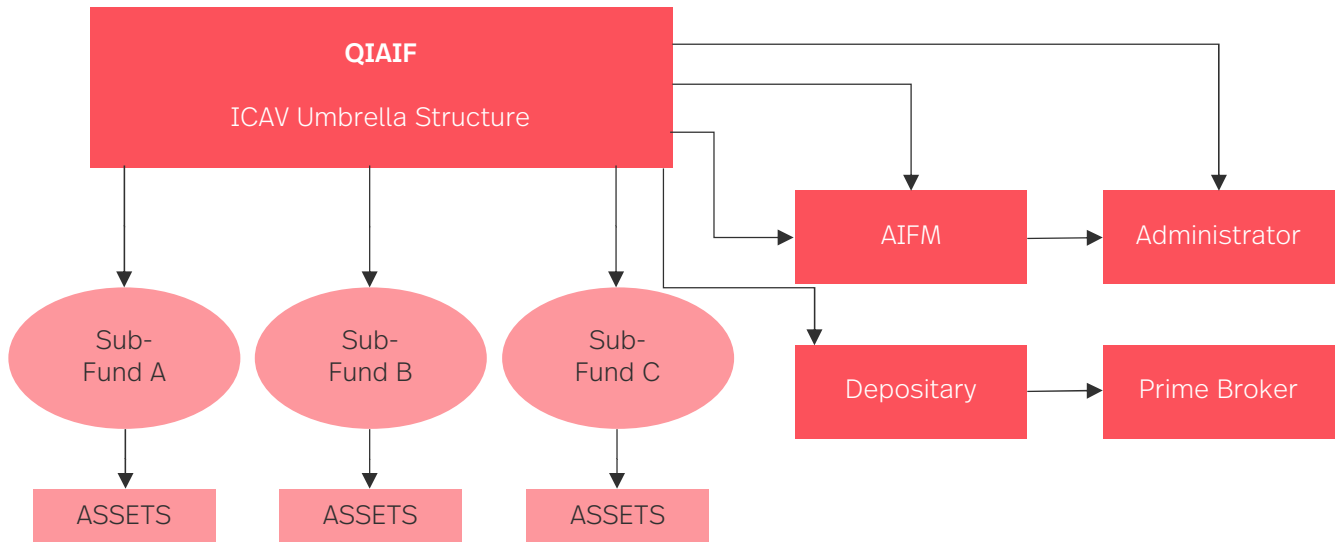 QIAIF
ICAV Umbrella Structure
AIFM
Administrator
Sub-
Fund A
Sub-
Fund B
Sub-
Fund C
Depositary
Prime Broker
ASSETS
ASSETS
ASSETS